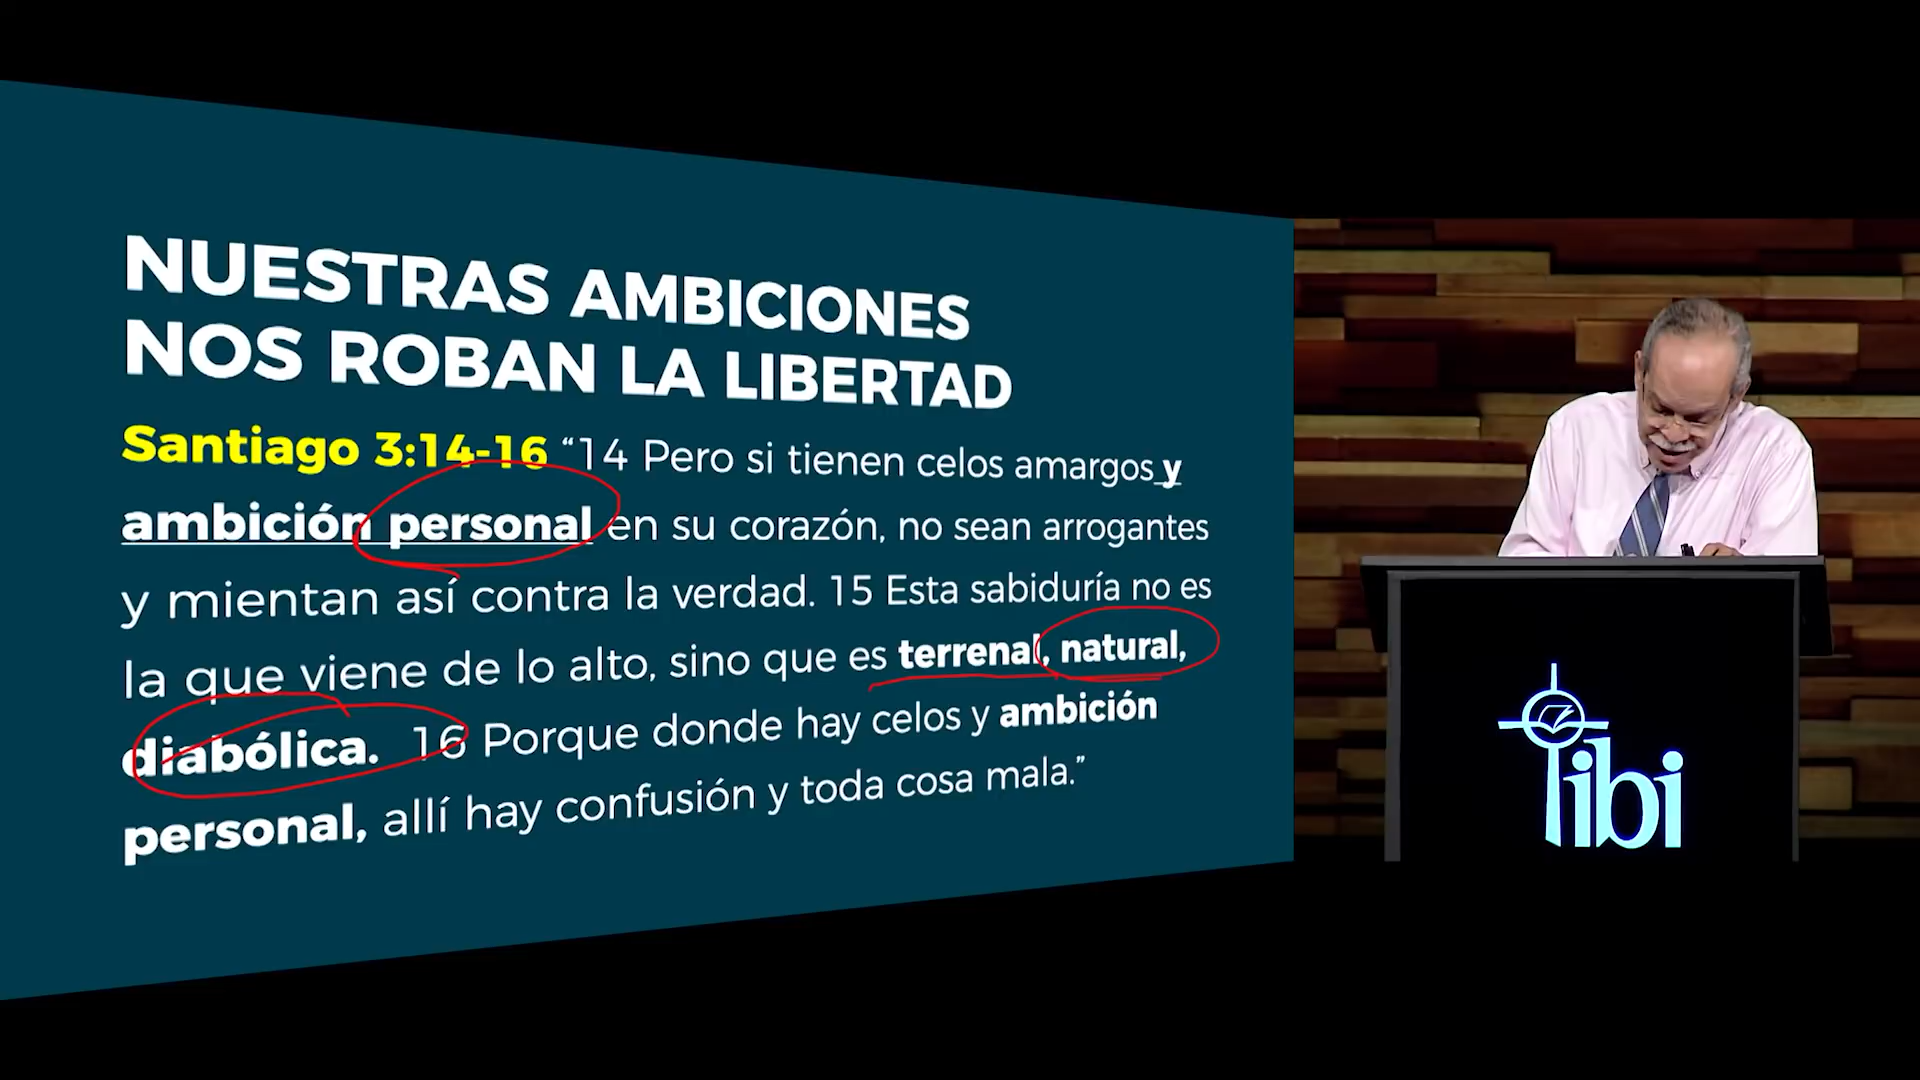 NUESTRAS AMBICIONES
NOS ROBAN LA LIBERTAD
Santiago 3:14-16 “14 Pero si tienen celos amargos y
ambición personal en su corazón, no sean arrogantes
y mientan así contra la verdad. 15 Esta sabiduría no es
la que viene de lo alto, sino que es terrenal, natural,
diabólica. 16 Porque donde hay celos y ambición
personal, allí hay confusión y toda cosa mala.”
ibi